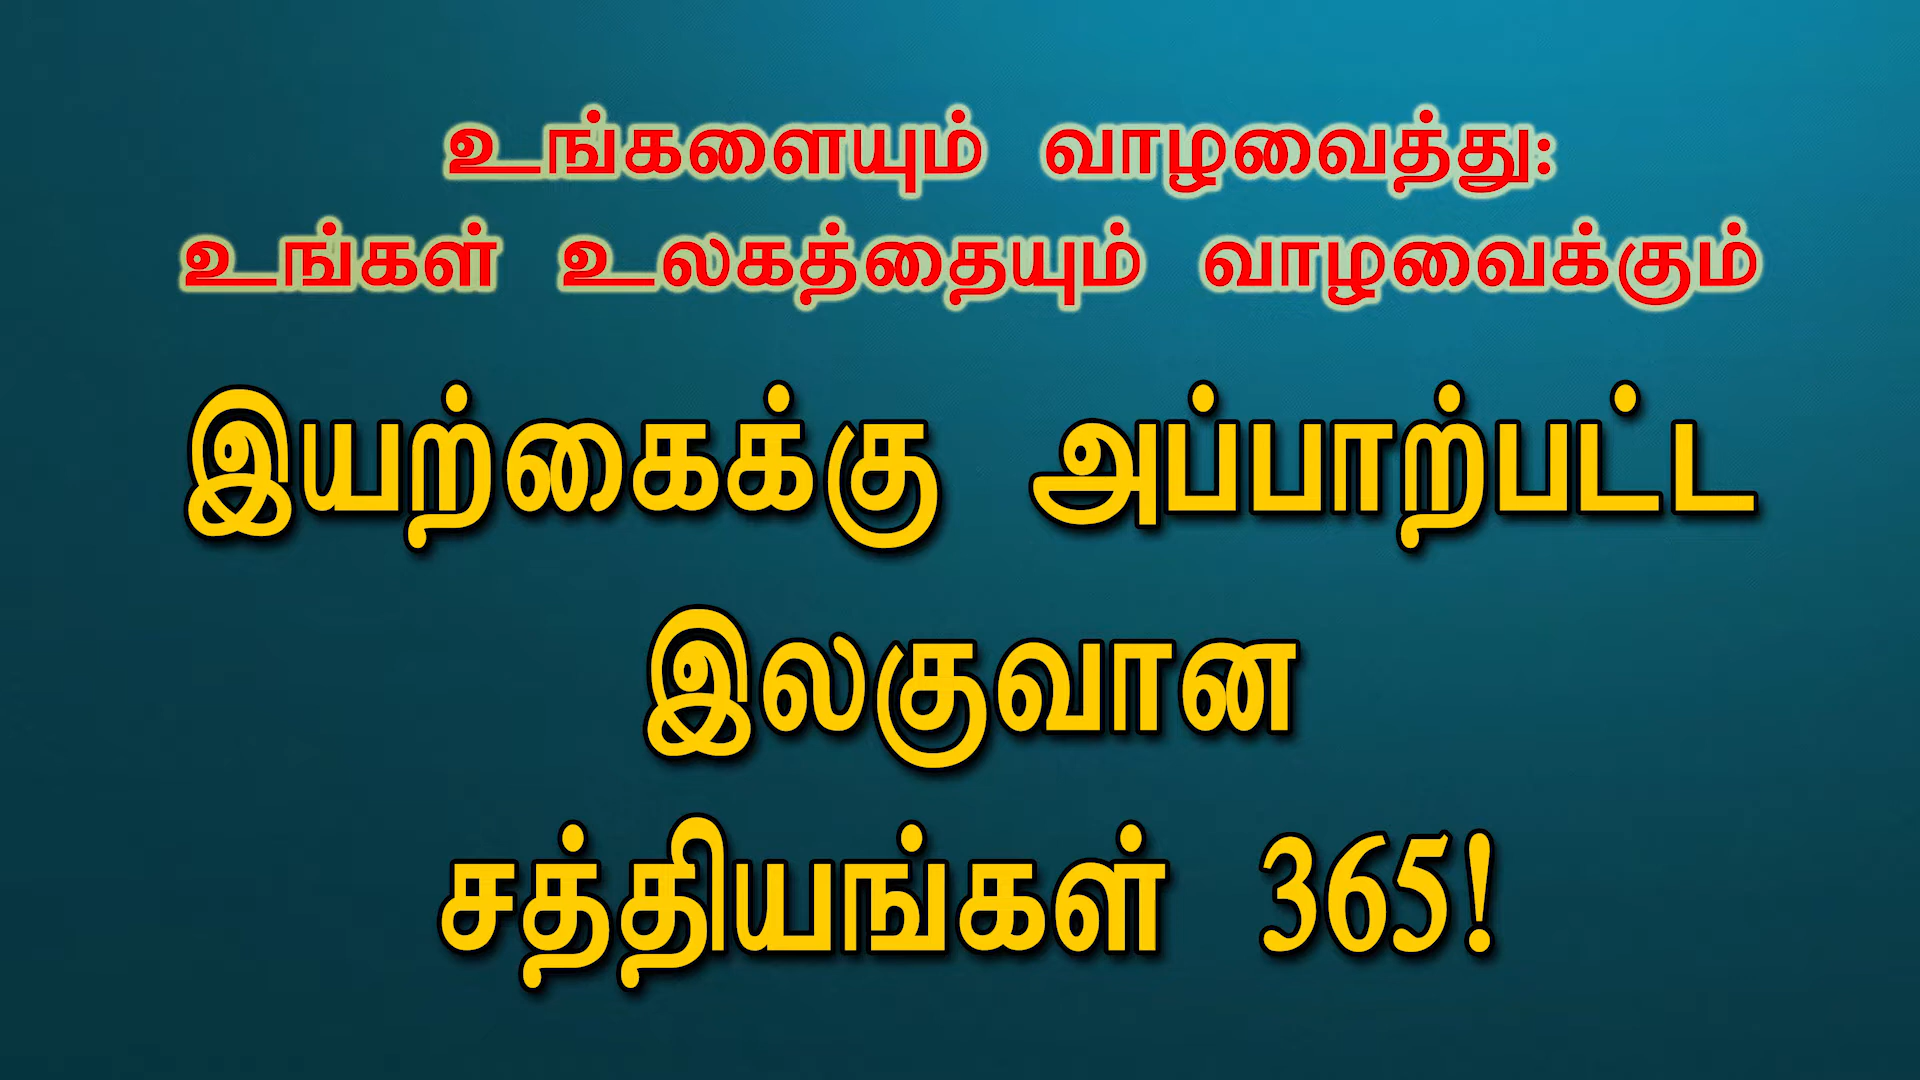 உங்களையும் வாழவைத்து:
உங்கள் உலகத்தையும் வாழவைக்கும்
இயற்கைக்கு அப்பாற்பட்ட
இலகுவான
சத்தியங்கள் 365!